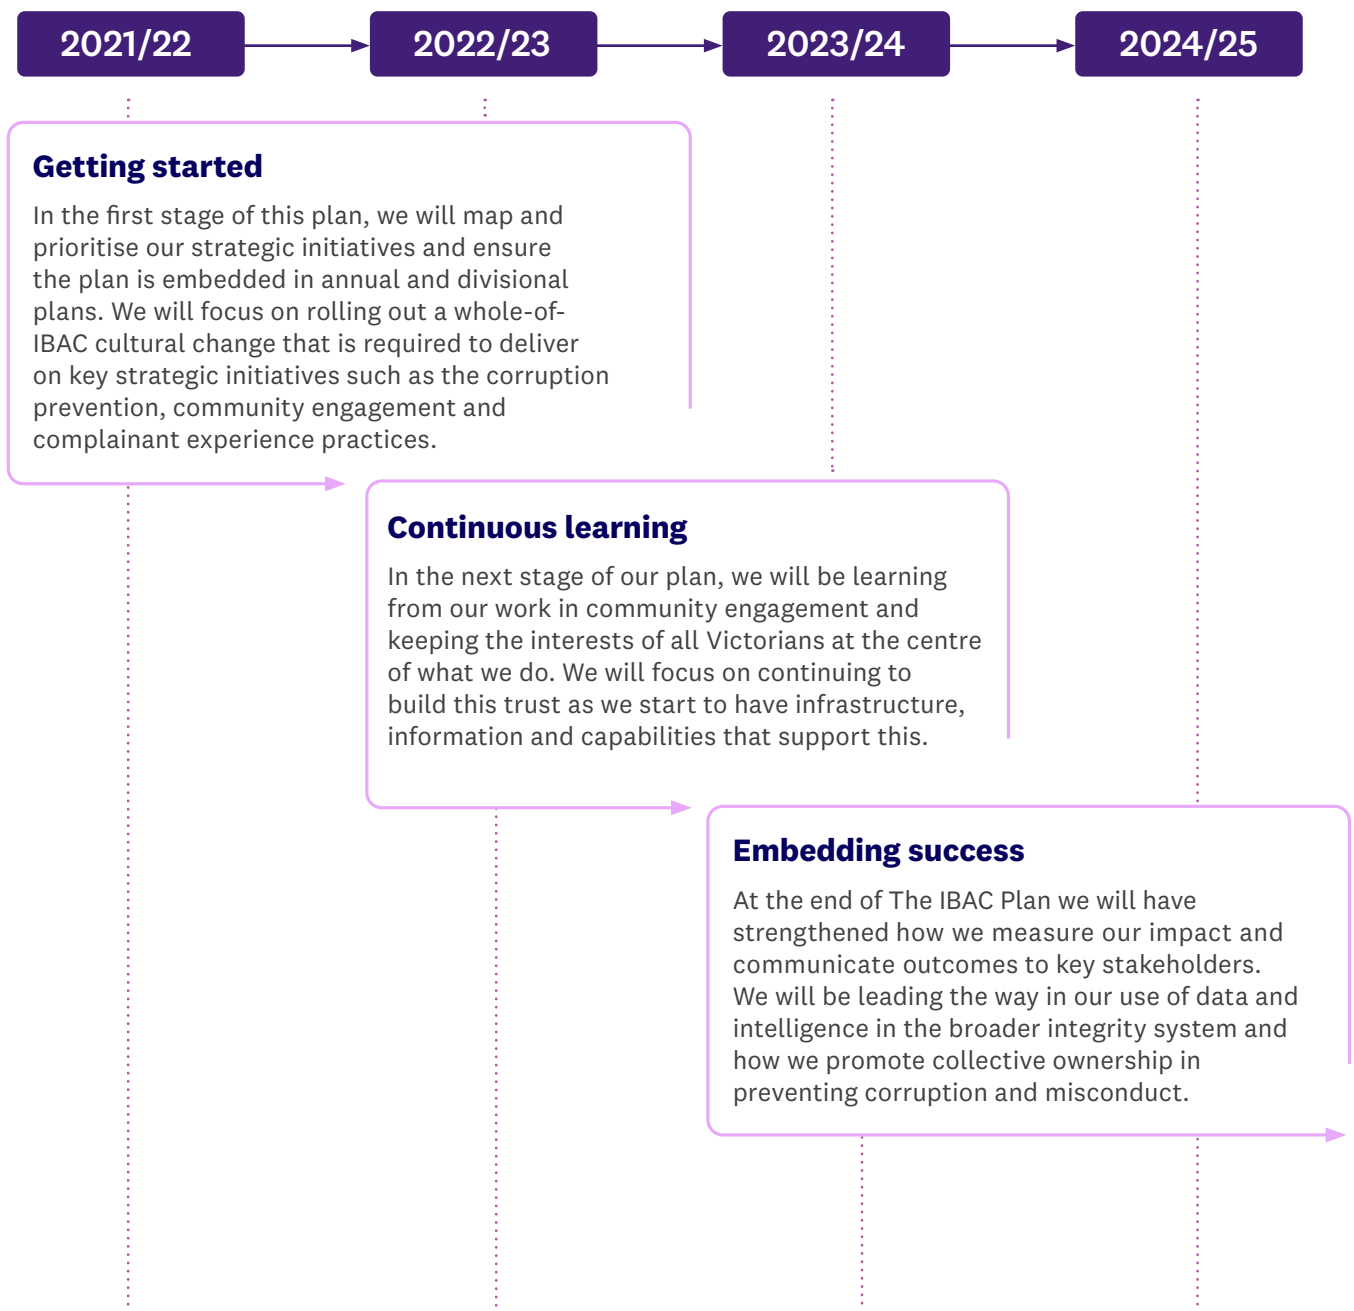 2021/22
2022/23
2023/24
2024/25
Getting started
In the first stage of this plan, we will map and
prioritise our strategic initiatives and ensure
the plan is embedded in annual and divisional
plans. We will focus on rolling out a whole-of-
IBAC cultural change that is required to deliver
on key strategic initiatives such as the corruption
prevention, community engagement and
complainant experience practices.
Continuous learning
In the next stage of our plan, we will be learning
from our work in community engagement and
keeping the interests of all Victorians at the centre
of what we do. We will focus on continuing to
build this trust as we start to have infrastructure,
information and capabilities that support this.
Embedding success
At the end of The IBAC Plan we will have
strengthened how we measure our impact and
communicate outcomes to key stakeholders.
We will be leading the way in our use of data and
intelligence in the broader integrity system and
how we promote collective ownership in
preventing corruption and misconduct.